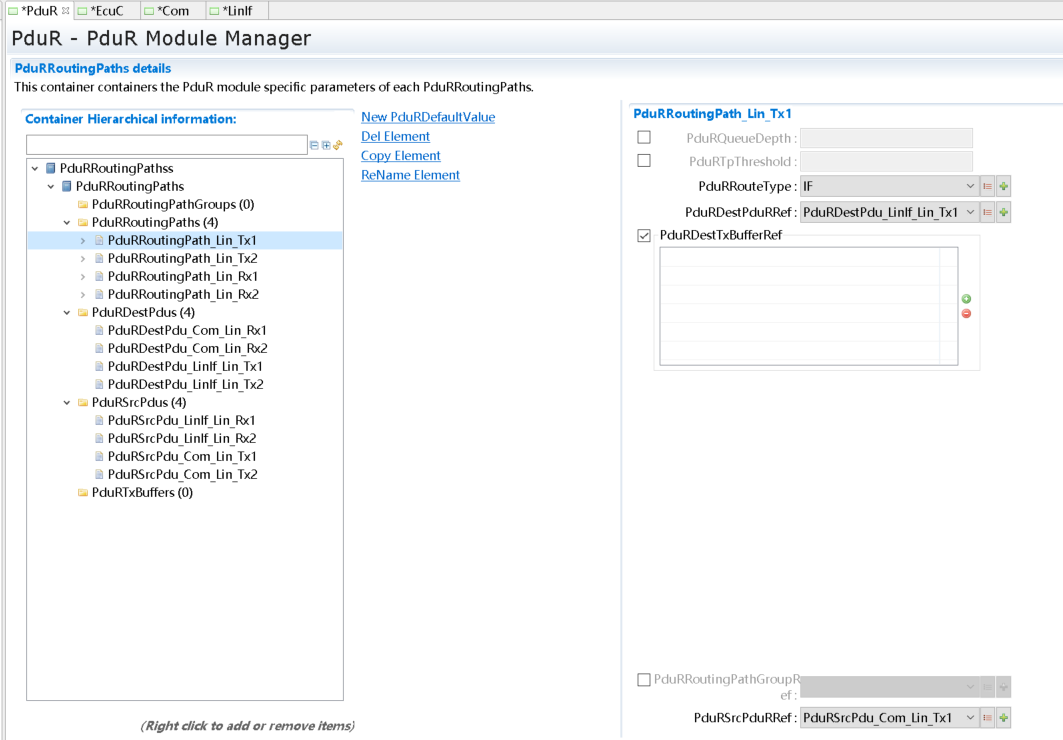 *PduR *EcuC *Com *LinIf
PduR - PduR Module Manager
PduRRoutingPaths details
This container containers the PduR module specific parameters of each PduRRoutingPaths.
Container Hierarchical information:
PduRRoutingPathss
PduRRoutingPaths
PduRRoutingPathGroups (0)
PduRRoutingPaths (4)
PduRRoutingPath_Lin_Tx1
PduRRoutingPath_Lin_Tx2
PduRRoutingPath_Lin_Rx1
PduRRoutingPath_Lin_Rx2
PduRDestPdus (4)
PduRDestPdu_Com_Lin_Rx1
PduRDestPdu_Com_Lin_Rx2
PduRDestPdu_LinIf_Lin_Tx1
PduRDestPdu_LinIf_Lin_Tx2
PduRSrcPdus (4)
PduRSrcPdu_LinIf_Lin_Rx1
PduRSrcPdu_LinIf_Lin_Rx2
PduRSrcPdu_Com_Lin_Tx1
PduRSrcPdu_Com_Lin_Tx2
PduRTxBuffers (0)
(Right click to add or remove items)
New PduRDefaultValue
Del Element
Copy Element
ReName Element
PduRRoutingPath_Lin_Tx1
PduRQueueDepth :
PduRTpThreshold :
PduRRouteType : IF
PduRDestPduRRef : PduRDestPdu_LinIf_Lin_Tx1
PduRDestTxBufferRef
PduRRoutingPathGroupR
ef :
PduRSrcPduRRef : PduRSrcPdu_Com_Lin_Tx1